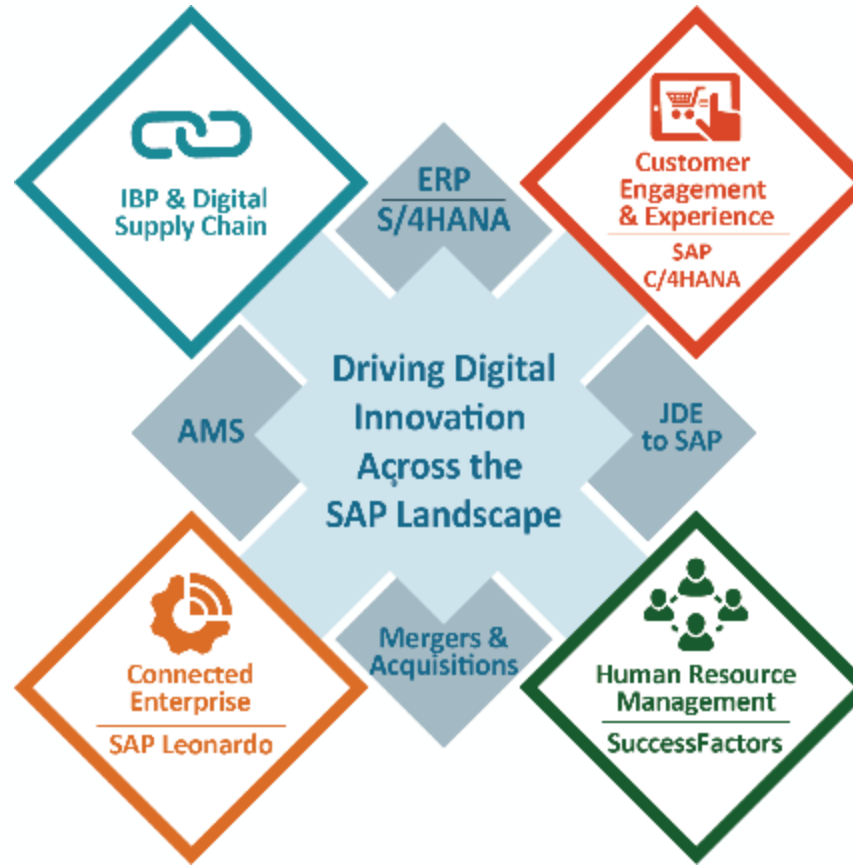 IBP & Digital
Supply Chain
ERP
S/4HANA
Customer
Engagement
& Experience
SAP
C/4HANA
AMS
Driving Digital
Innovation
Across the
SAP Landscape
JDE
to SAP
Connected
Enterprise
SAP Leonardo
Mergers &
Acquisitions
Human Resource
Management
SuccessFactors